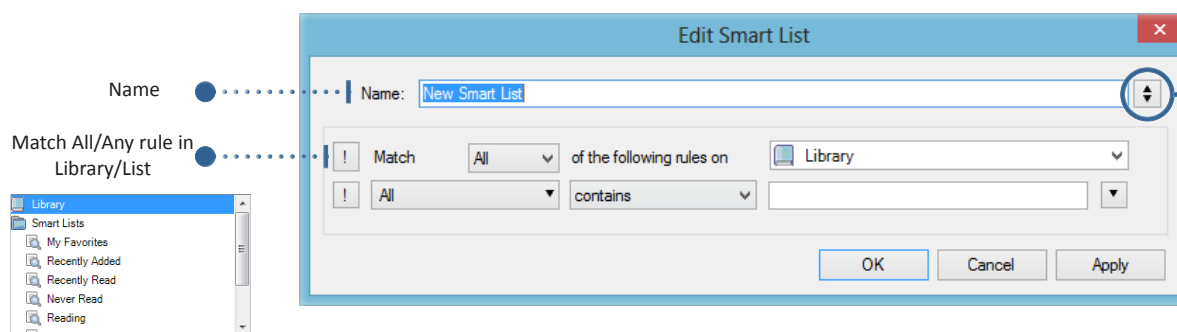 Edit Smart List
Name
Name: New Smart List
Match All/Any rule in
Library/List
! Match All of the following rules on Library
! All contains
OK Cancel Apply
Library
Smart Lists
My Favorites
Recently Added
Recently Read
Never Read
Reading